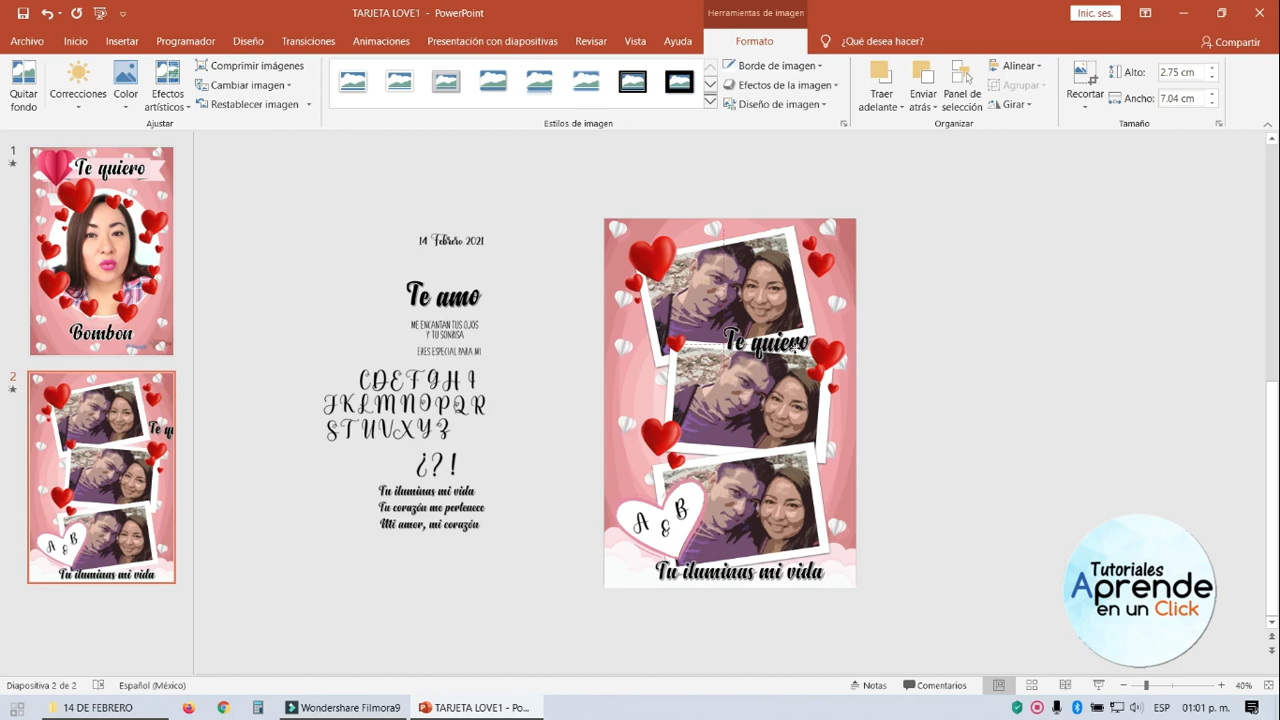 TARJETA LOVE1 - PowerPoint
Herramientas de imagen
Inic. ses.
Archivo Inicio Insertar Programador Diseño Transiciones Animaciones Presentación con diapositivas Revisar Vista Ayuda Formato ¿Qué desea hacer? Compartir
Quitar fondo
Correcciones
Color
Efectos artísticos
Comprimir imágenes
Cambiar imagen
Restablecer imagen
Borde de imagen
Efectos de la imagen
Diseño de imagen
Traer adelante
Enviar atrás
Panel de selección
Alinear
Agrupar
Girar
Recortar
Alto: 2.75 cm
Ancho: 7.04 cm
Ajustar
Estilos de imagen
Organizar
Tamaño
1
Te quiero
Bombon
2
Te qu
A & B
Tu iluminas mi vida
14 Febrero 2021
Te amo
ME ENCANTAN TUS OJOS
Y TU SONRISA
ERES ESPECIAL PARA MI
C D E F G H I
J K L M N O P Q R
S T U V X Y Z
¿ ? !
Tu iluminas mi vida
Tu corazón me pertenece
Mi amor, mi corazón
Te quiero
A & B
Tu iluminas mi vida
Tutoriales
Aprende
en un Click
Diapositiva 2 de 2
Español (México)
Notas
Comentarios
40%
14 DE FEBRERO
Wondershare Filmora9
TARJETA LOVE1 - Po...
ESP
01:01 p. m.